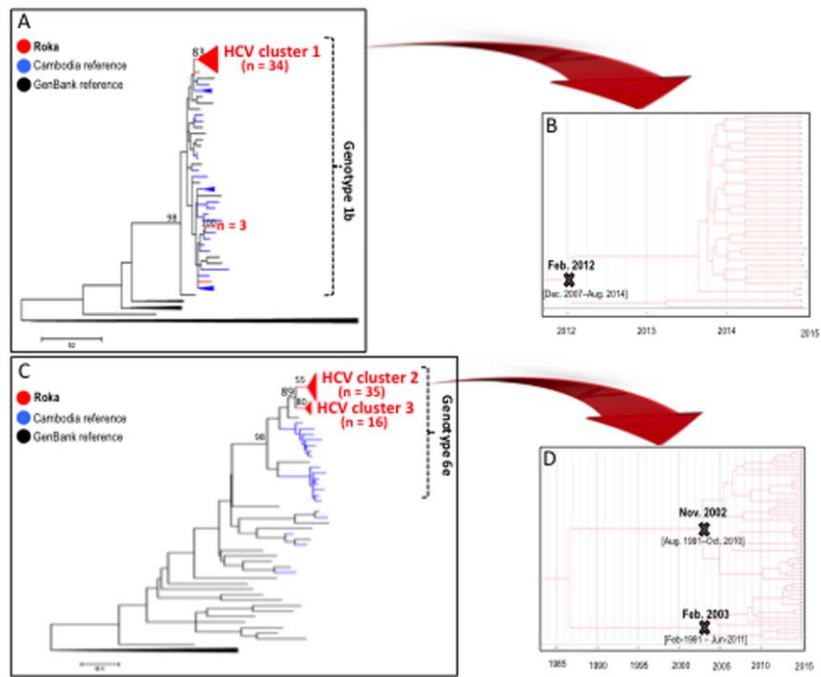 A
Roka
Cambodia reference
GenBank reference
83
HCV cluster 1
(n = 34)
Genotype 1b
98
100
n = 3
B
Feb. 2012
[Dec. 2007–Aug. 2014]
2012
2013
2014
2015
C
Roka
Cambodia reference
GenBank reference
55
HCV cluster 2
(n = 35)
89
80
HCV cluster 3
(n = 16)
Genotype 6e
98
D
Nov. 2002
[Aug. 1981–Oct. 2010]
Feb. 2003
[Feb-1981 – Jun-2011]
1985
1990
1995
2000
2005
2010
2015